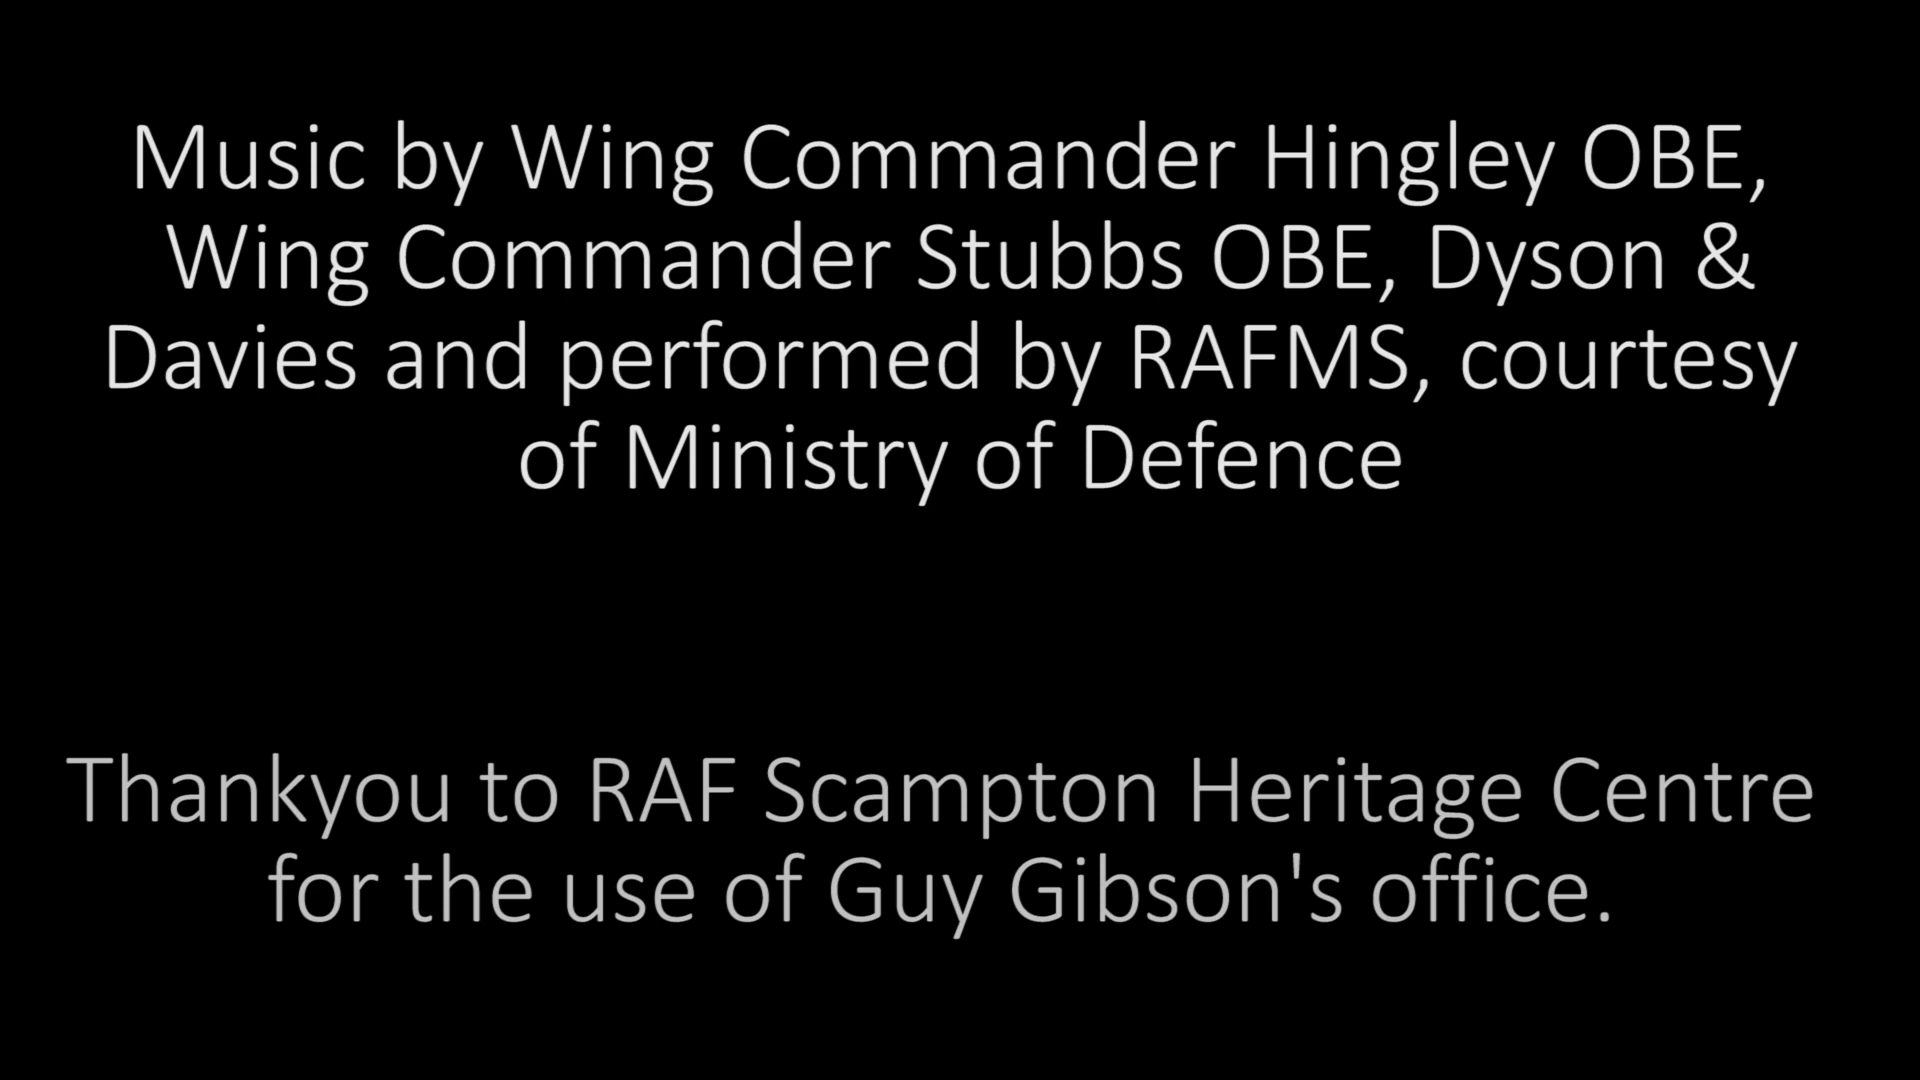 Music by Wing Commander Hingley OBE,
Wing Commander Stubbs OBE, Dyson &
Davies and performed by RAFMS, courtesy
of Ministry of Defence
Thankyou to RAF Scampton Heritage Centre
for the use of Guy Gibson's office.